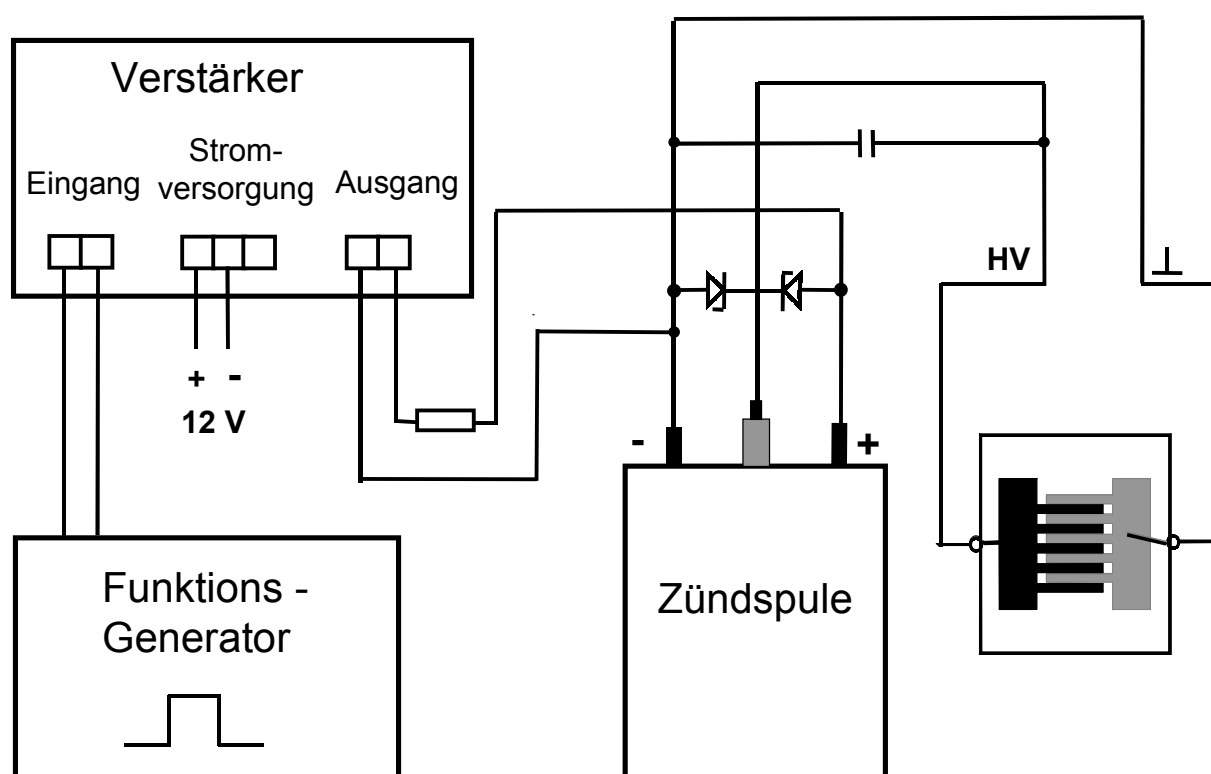 Verstärker
Eingang
Strom-
versorgung
Ausgang
+ -
12 V
HV
- +
Zündspule
Funktions -
Generator